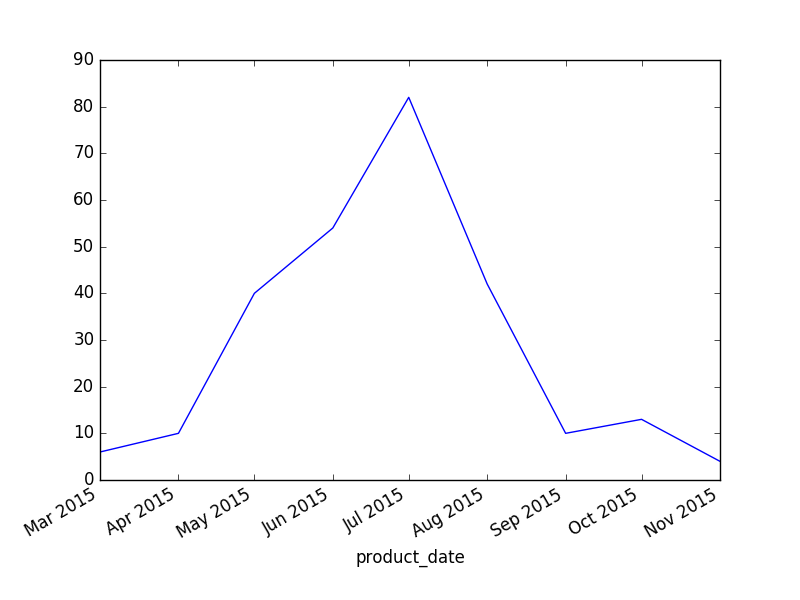 90
80
70
60
50
40
30
20
10
0
Mar 2015
Apr 2015
May 2015
Jun 2015
Jul 2015
Aug 2015
Sep 2015
Oct 2015
Nov 2015
product_date